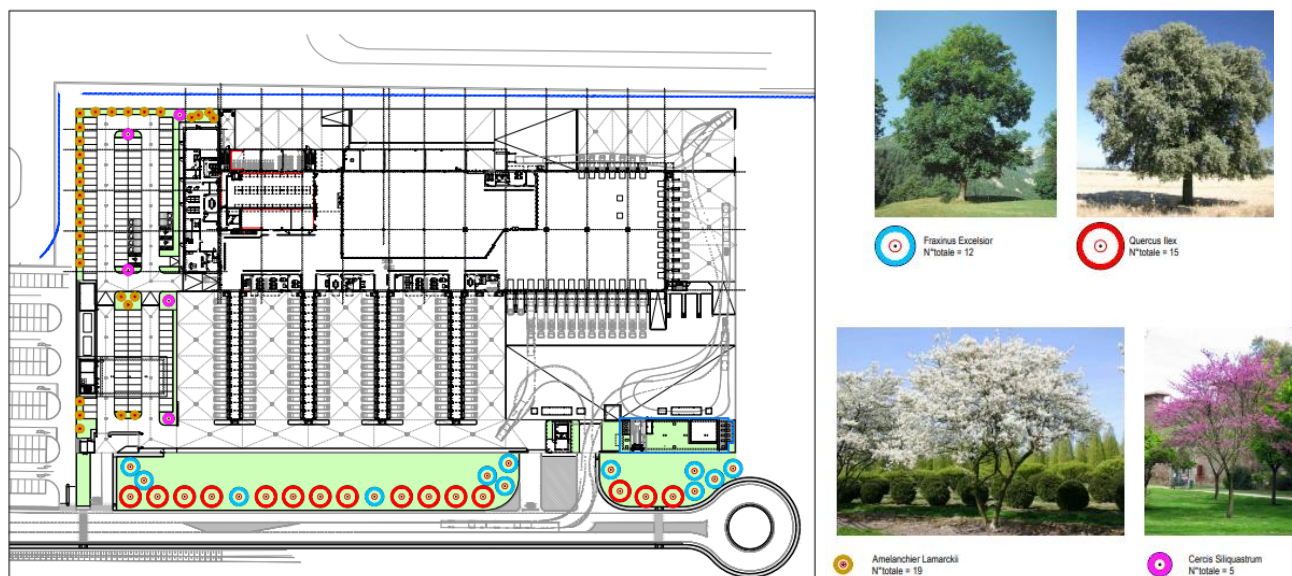 Fraxinus Excelsior
N°totale = 12
Quercus Ilex
N°totale = 15
Amelanchier Lamarckii
N°totale = 19
Cercis Siliquastrum
N°totale = 5